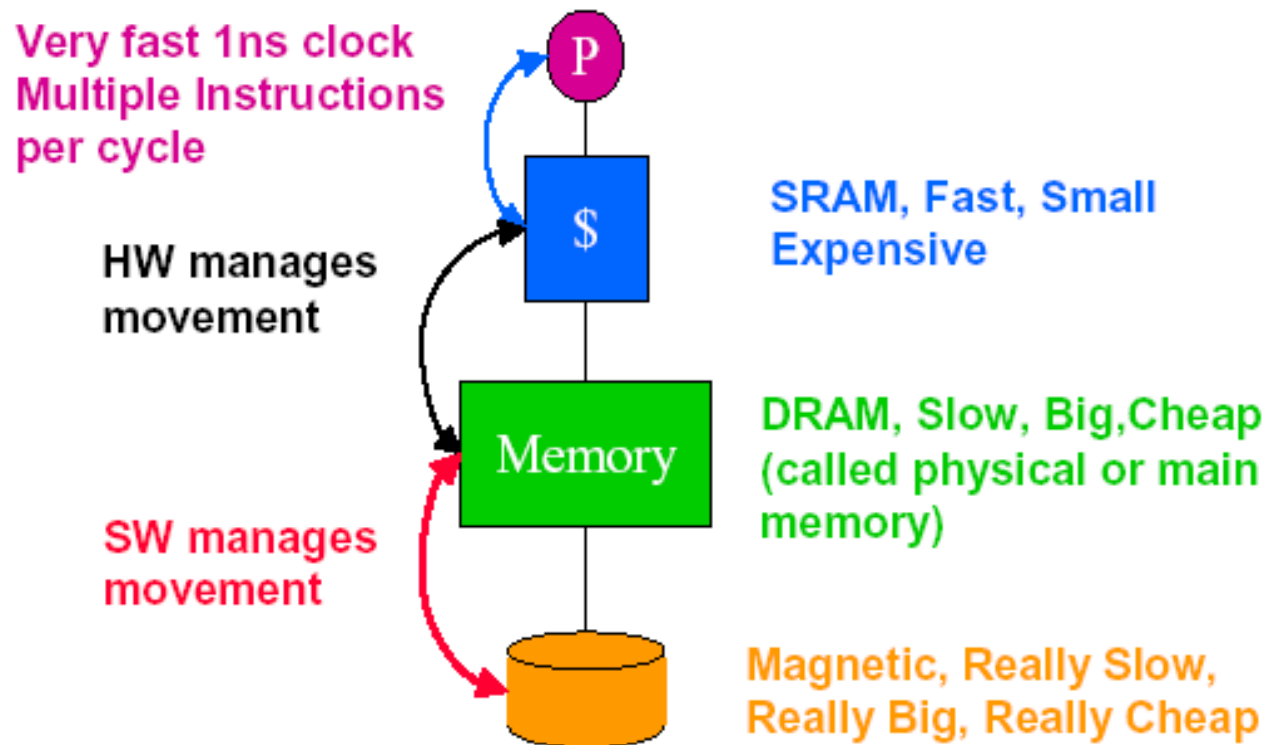 Very fast 1ns clock
Multiple Instructions
per cycle
P
$
SRAM, Fast, Small
Expensive
HW manages
movement
Memory
DRAM, Slow, Big,Cheap
(called physical or main
memory)
SW manages
movement
Magnetic, Really Slow,
Really Big, Really Cheap